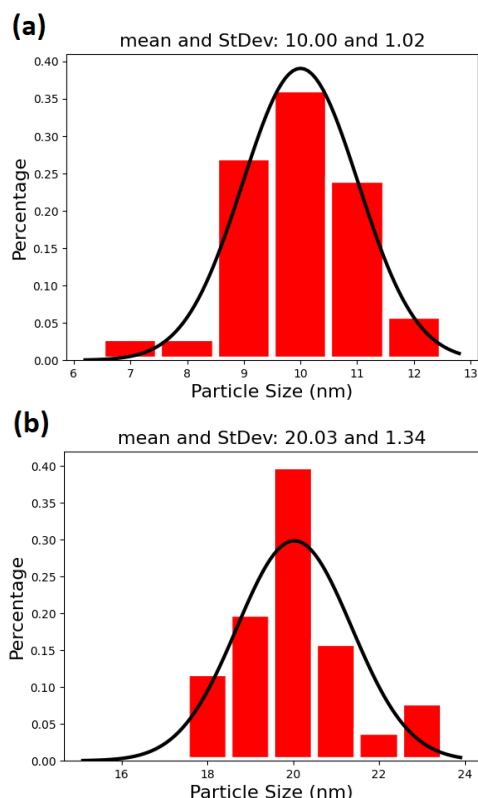 (a)
mean and StDev: 10.00 and 1.02
0.40
0.35
0.30
0.25
0.20
0.15
0.10
0.05
0.00
Percentage
6 7 8 9 10 11 12 13
Particle Size (nm)
(b)
mean and StDev: 20.03 and 1.34
0.40
0.35
0.30
0.25
0.20
0.15
0.10
0.05
0.00
Percentage
16 18 20 22 24
Particle Size (nm)